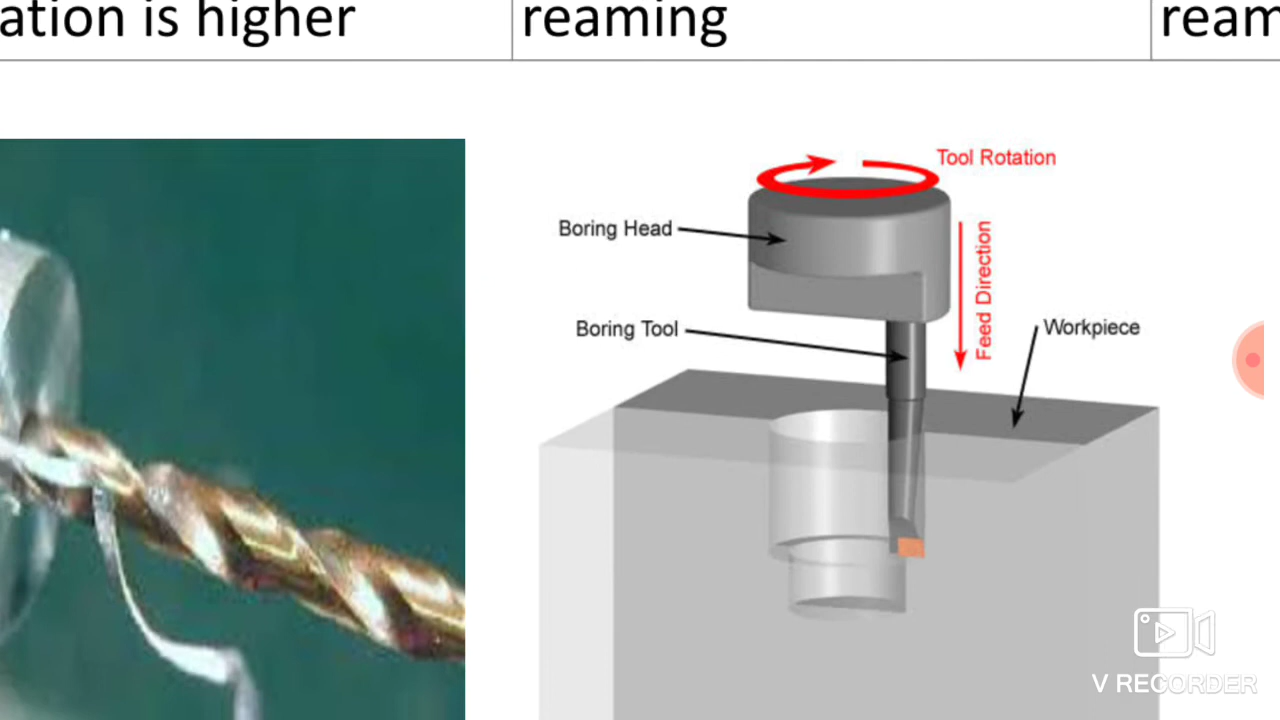 ation is higher
reaming
ream
Tool Rotation
Boring Head
Feed Direction
Boring Tool
Workpiece
V RECORDER